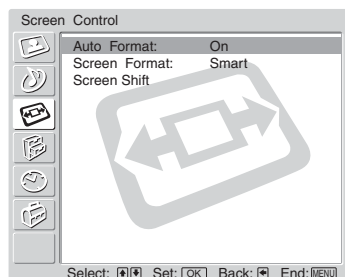 Screen Control
Auto Format: On
Screen Format: Smart
Screen Shift
Select: Set: OK Back: End: MENU